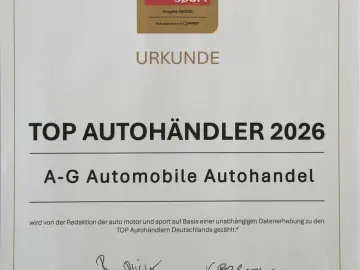 sport
URKUNDE
TOP AUTOHÄNDLER 2026
A-G Automobile Autohandel
wird von der Redaktion der auto motor und sport auf Basis einer unabhängigen Datenerhebung zu den
TOP Autohändlern Deutschlands gezählt.*